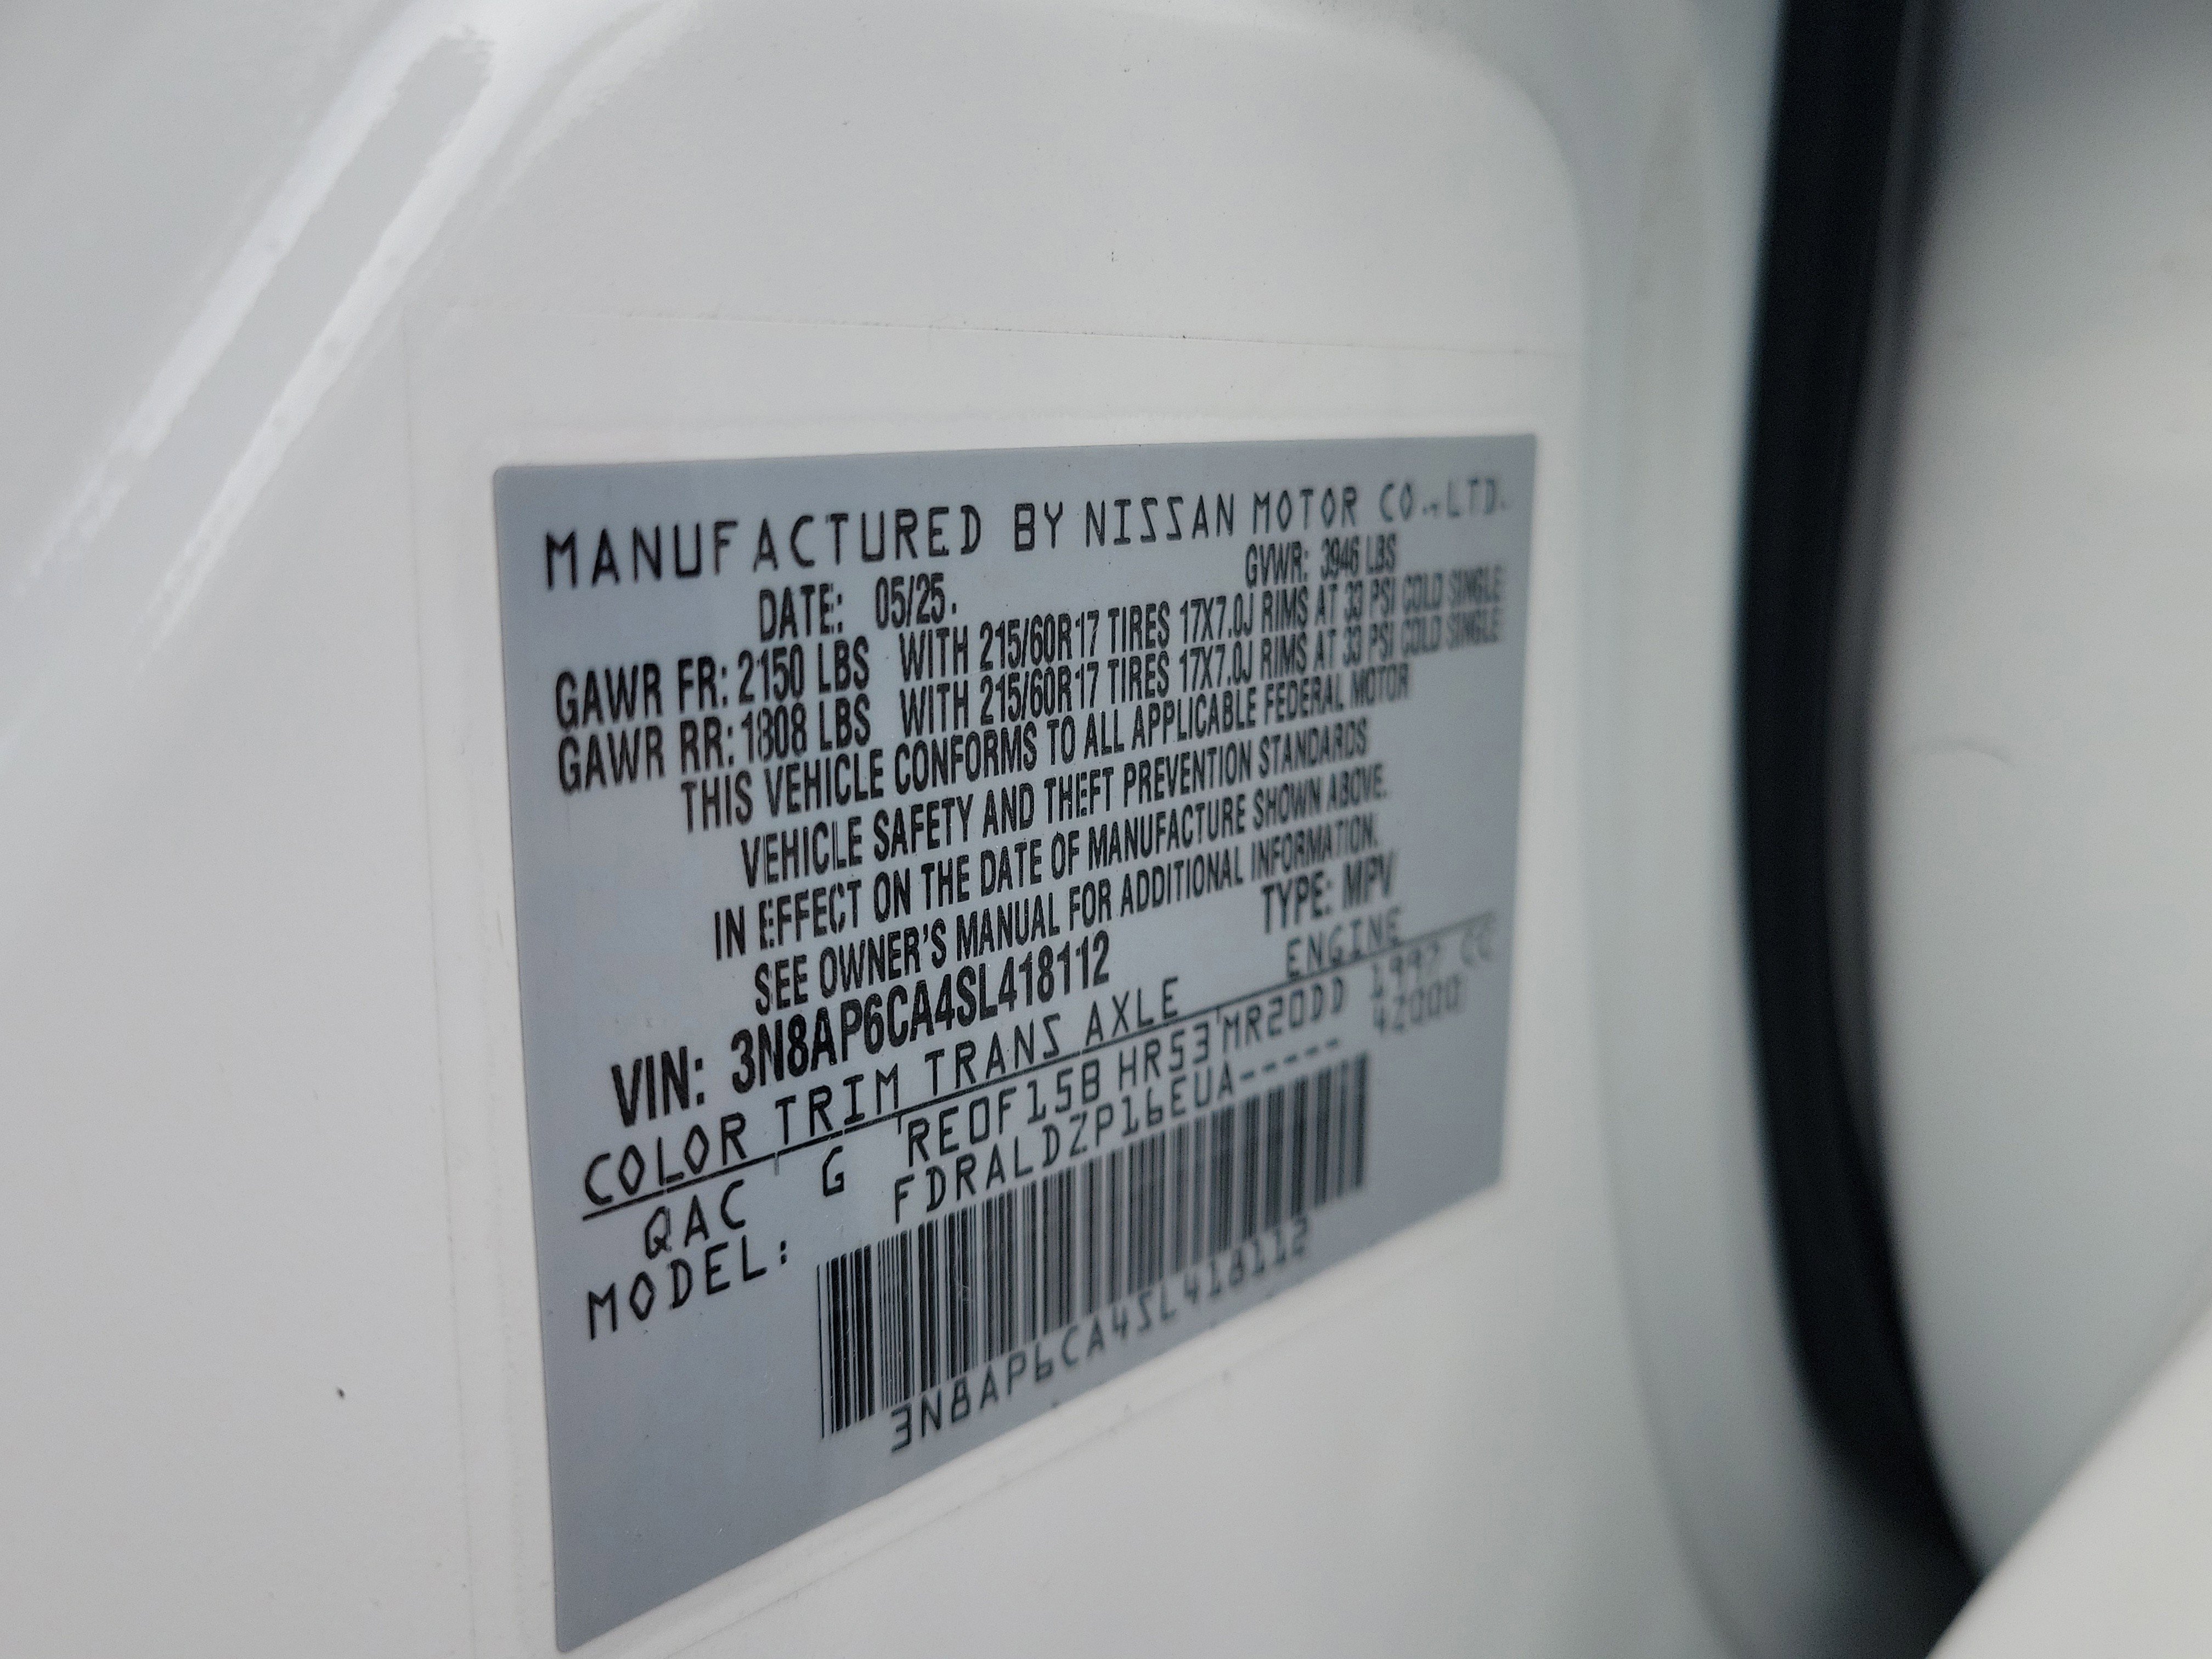 MANUFACTURED BY NISSAN MOTOR CO.,LTD.
DATE: 05/25. GVWR: 3946 LBS
GAWR FR: 2150 LBS WITH 215/60R17 TIRES 17X7.0J RIMS AT 33 PSI COLD SINGLE
GAWR RR: 1808 LBS WITH 215/60R17 TIRES 17X7.0J RIMS AT 33 PSI COLD SINGLE
THIS VEHICLE CONFORMS TO ALL APPLICABLE FEDERAL MOTOR
VEHICLE SAFETY AND THEFT PREVENTION STANDARDS
IN EFFECT ON THE DATE OF MANUFACTURE SHOWN ABOVE.
SEE OWNER'S MANUAL FOR ADDITIONAL INFORMATION.
VIN: 3N8AP6CA4SL418112 TYPE: MPV
COLOR TRIM TRANS AXLE ENGINE
QAC G RE0F15B HR53 MR20DD 1997 CC
MODEL: FDRALDZP16EUA----- 4Z000
3N8AP6CA4SL418112